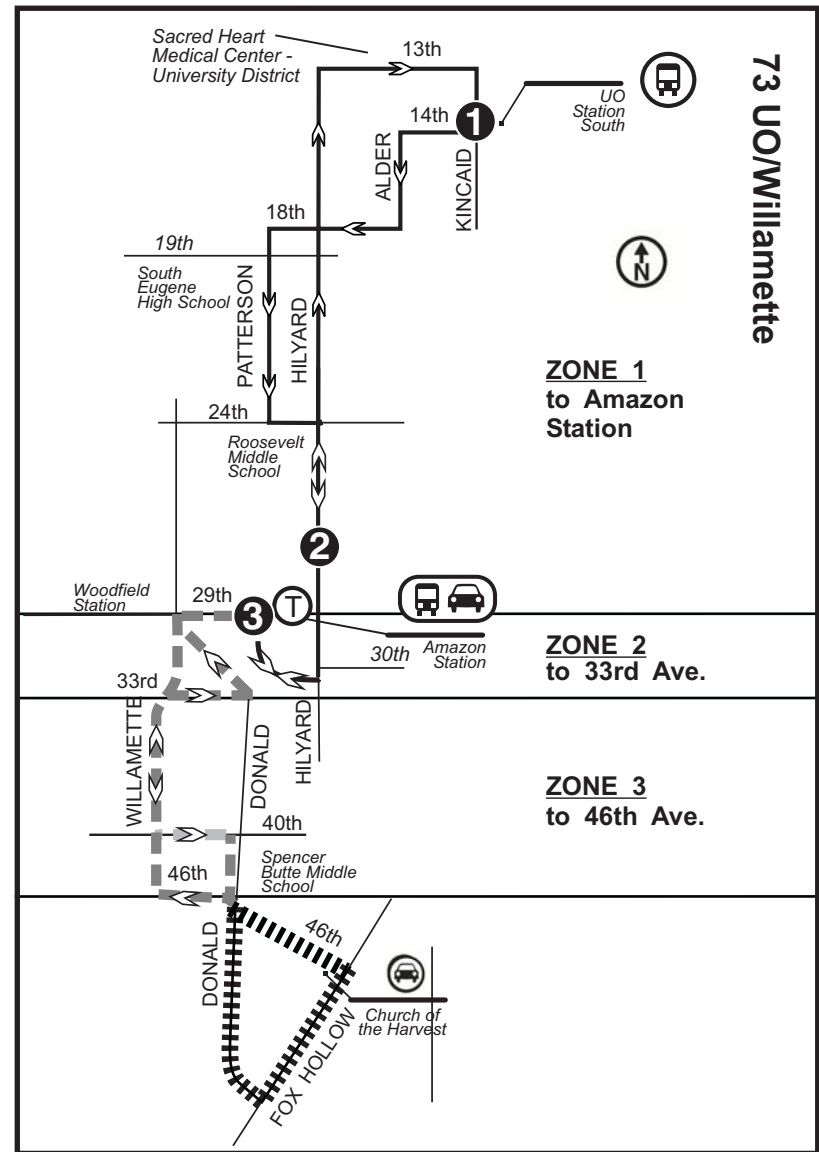 73 UO/Willamette
Sacred Heart
Medical Center -
University District
13th
UO
Station
South
14th
1
ALDER
KINCAID
18th
19th
South
Eugene
High School
PATTERSON
HILYARD
N
ZONE 1
to Amazon
Station
24th
Roosevelt
Middle
School
2
Woodfield
Station
29th
3
T
30th
Amazon
Station
ZONE 2
to 33rd Ave.
33rd
WILLAMETTE
DONALD
HILYARD
ZONE 3
to 46th Ave.
40th
46th
Spencer
Butte Middle
School
DONALD
46th
FOX HOLLOW
Church of
the Harvest